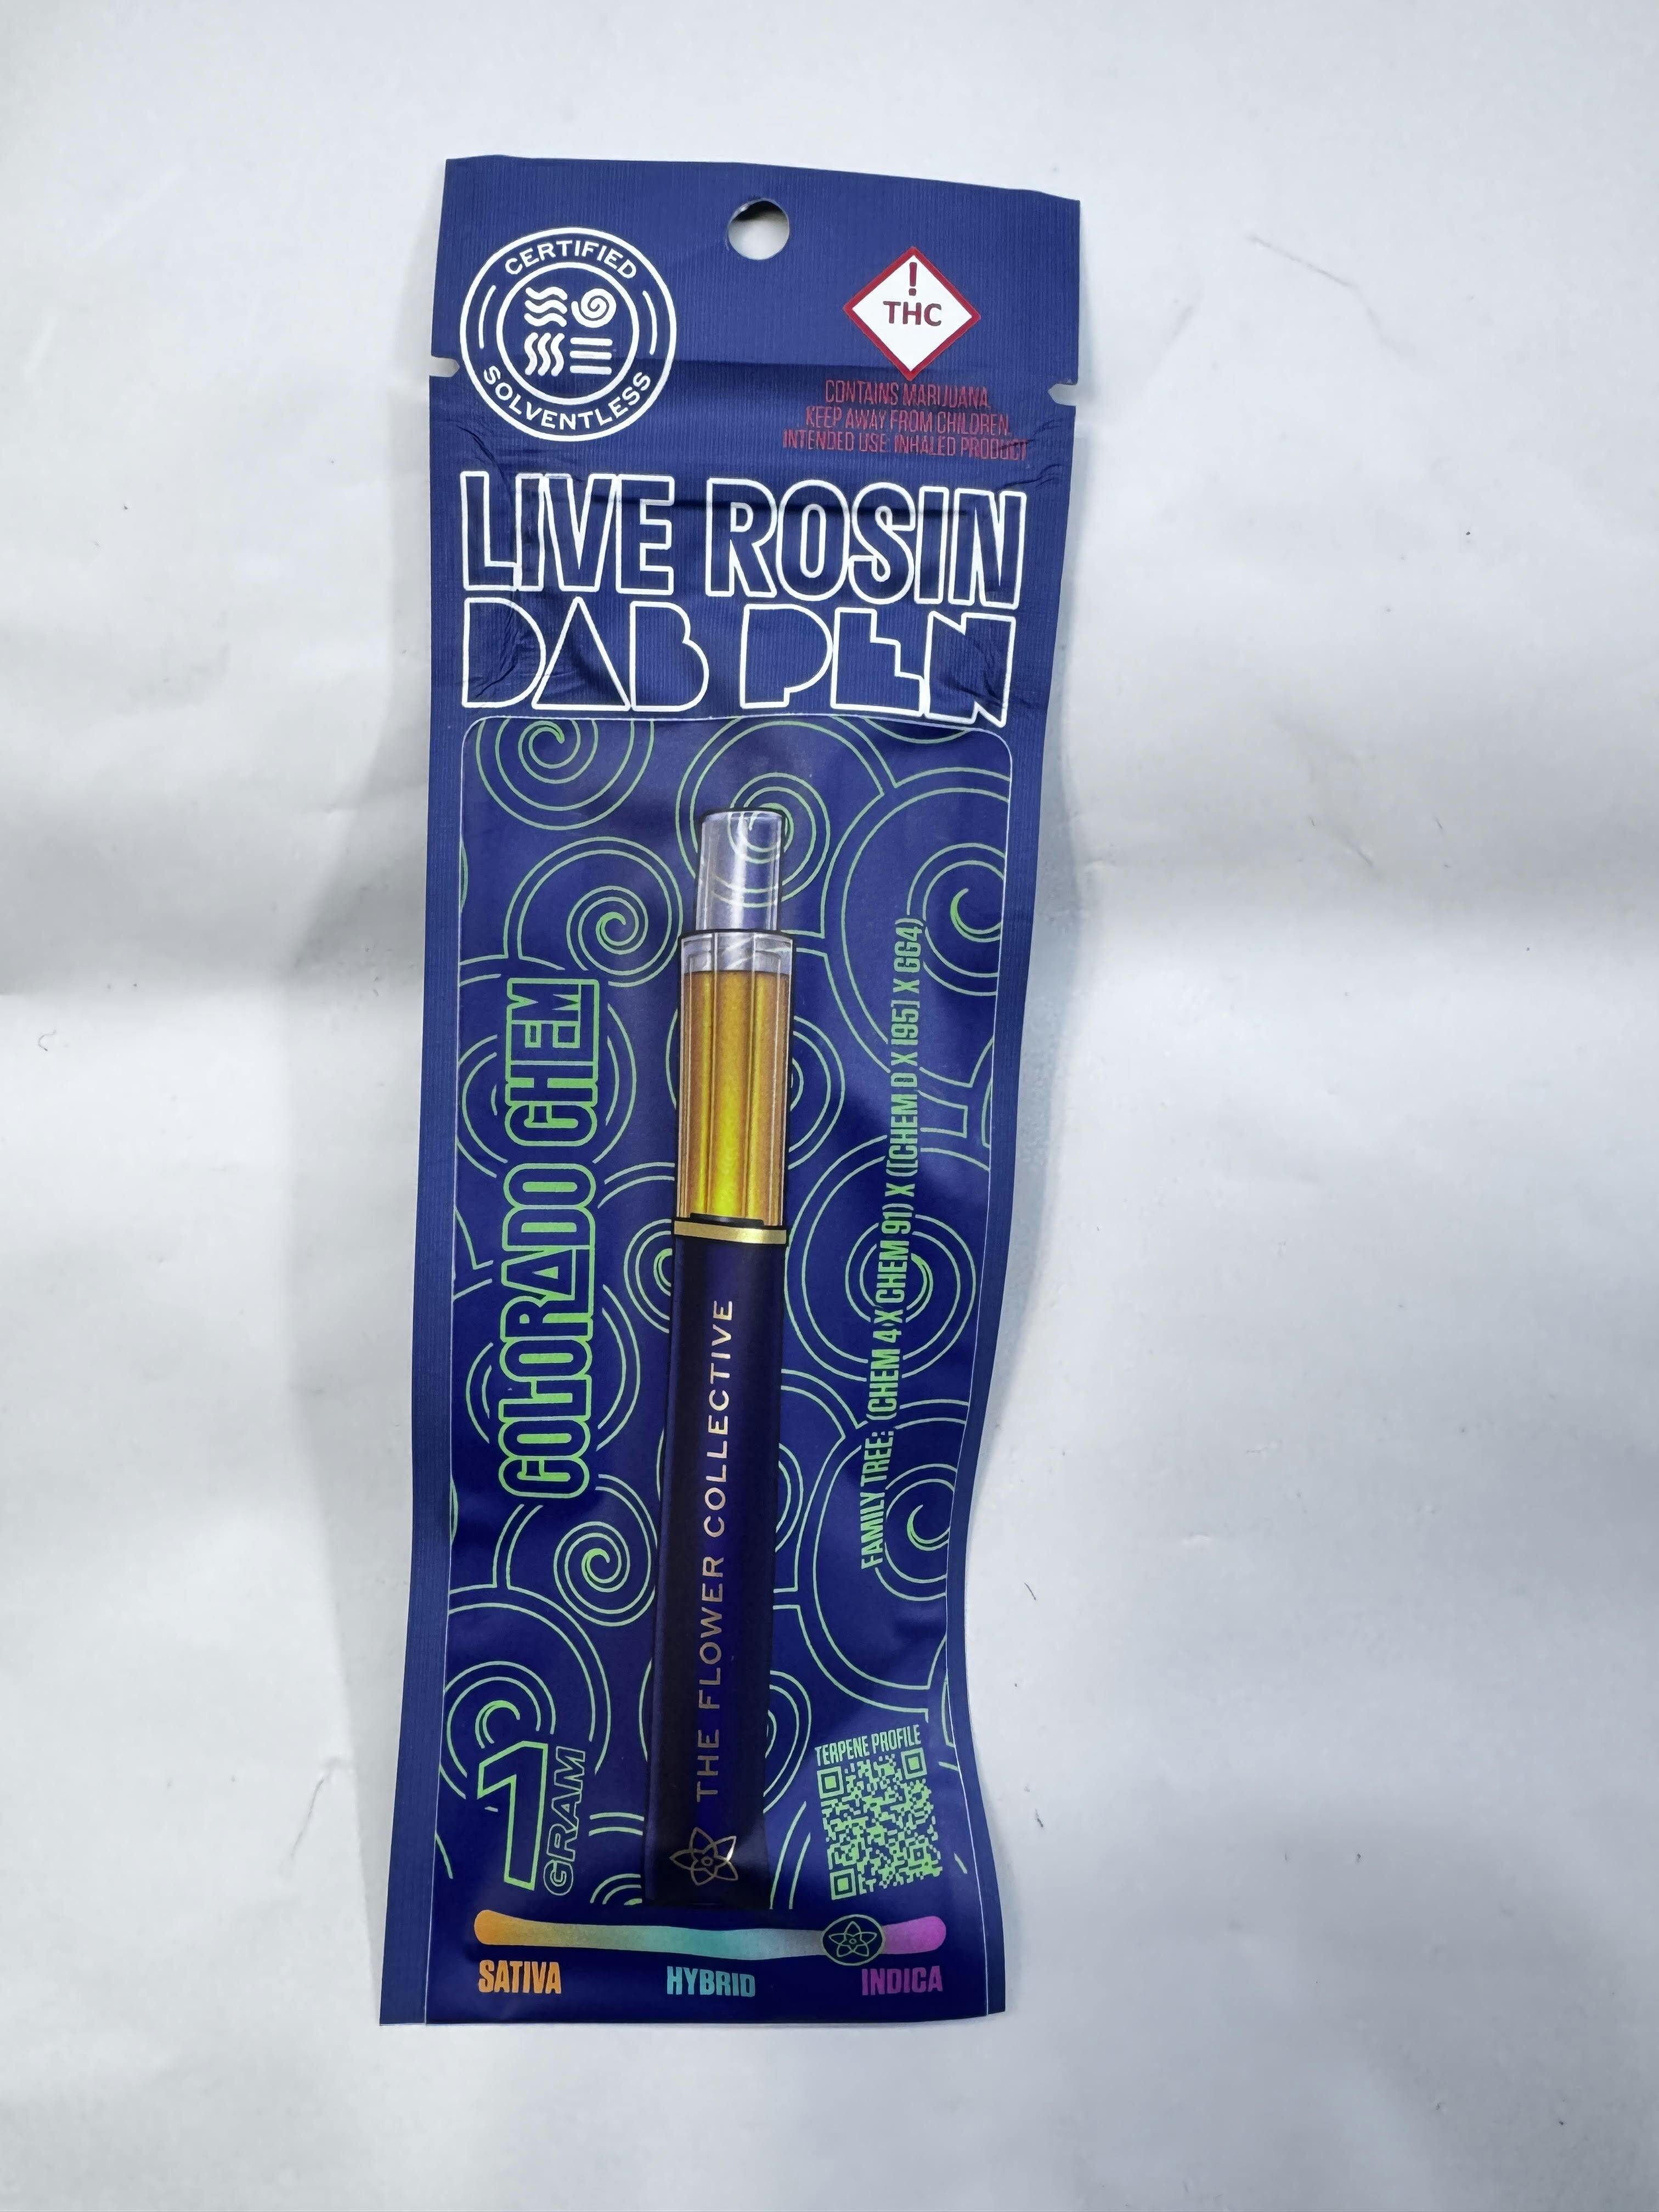 CERTIFIED
SOLVENTLESS
!
THC
CONTAINS MARIJUANA.
KEEP AWAY FROM CHILDREN.
INTENDED USE: INHALED PRODUCT
LIVE ROSIN
DAB PEN
COLORADO CHEM
THE FLOWER COLLECTIVE
FAMILY TREE: (CHEM 4 X CHEM 91) X ([CHEM D X I95] X GG4)
1
GRAM
TERPENE PROFILE
SATIVA HYBRID INDICA